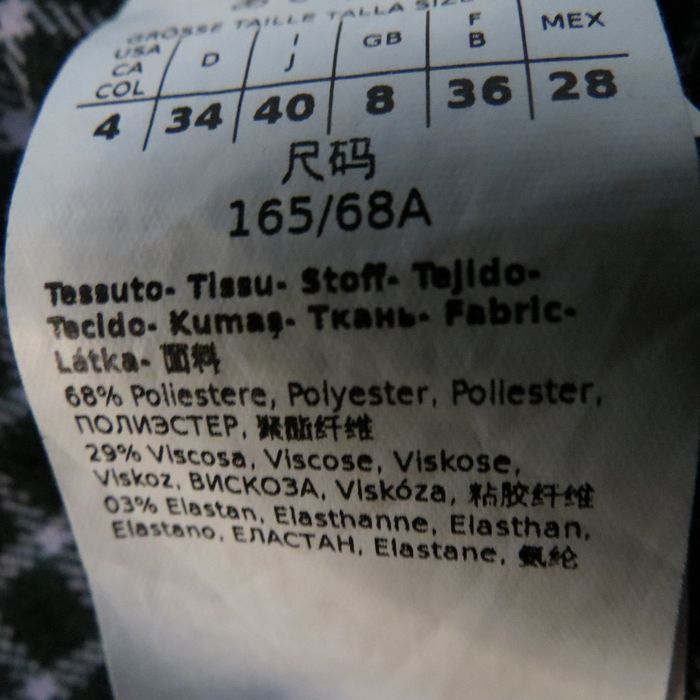 GRÖSSE TAILLE TALLA SIZE
USA CA COL D I J GB F B MEX
4 34 40 8 36 28
尺码
165/68A
Tessuto- Tissu- Stoff- Tejido-
Tecido- Kumaş- Ткань- Fabric-
Látka- 面料
68% Poliestere, Polyester, Poliester,
ПОЛИЭСТЕР, 聚酯纤维
29% Viscosa, Viscose, Viskose,
Viskoz, ВИСКОЗА, Viskóza, 粘胶纤维
03% Elastan, Elasthanne, Elasthan,
Elastano, ЕЛАСТАН, Elastane, 氨纶